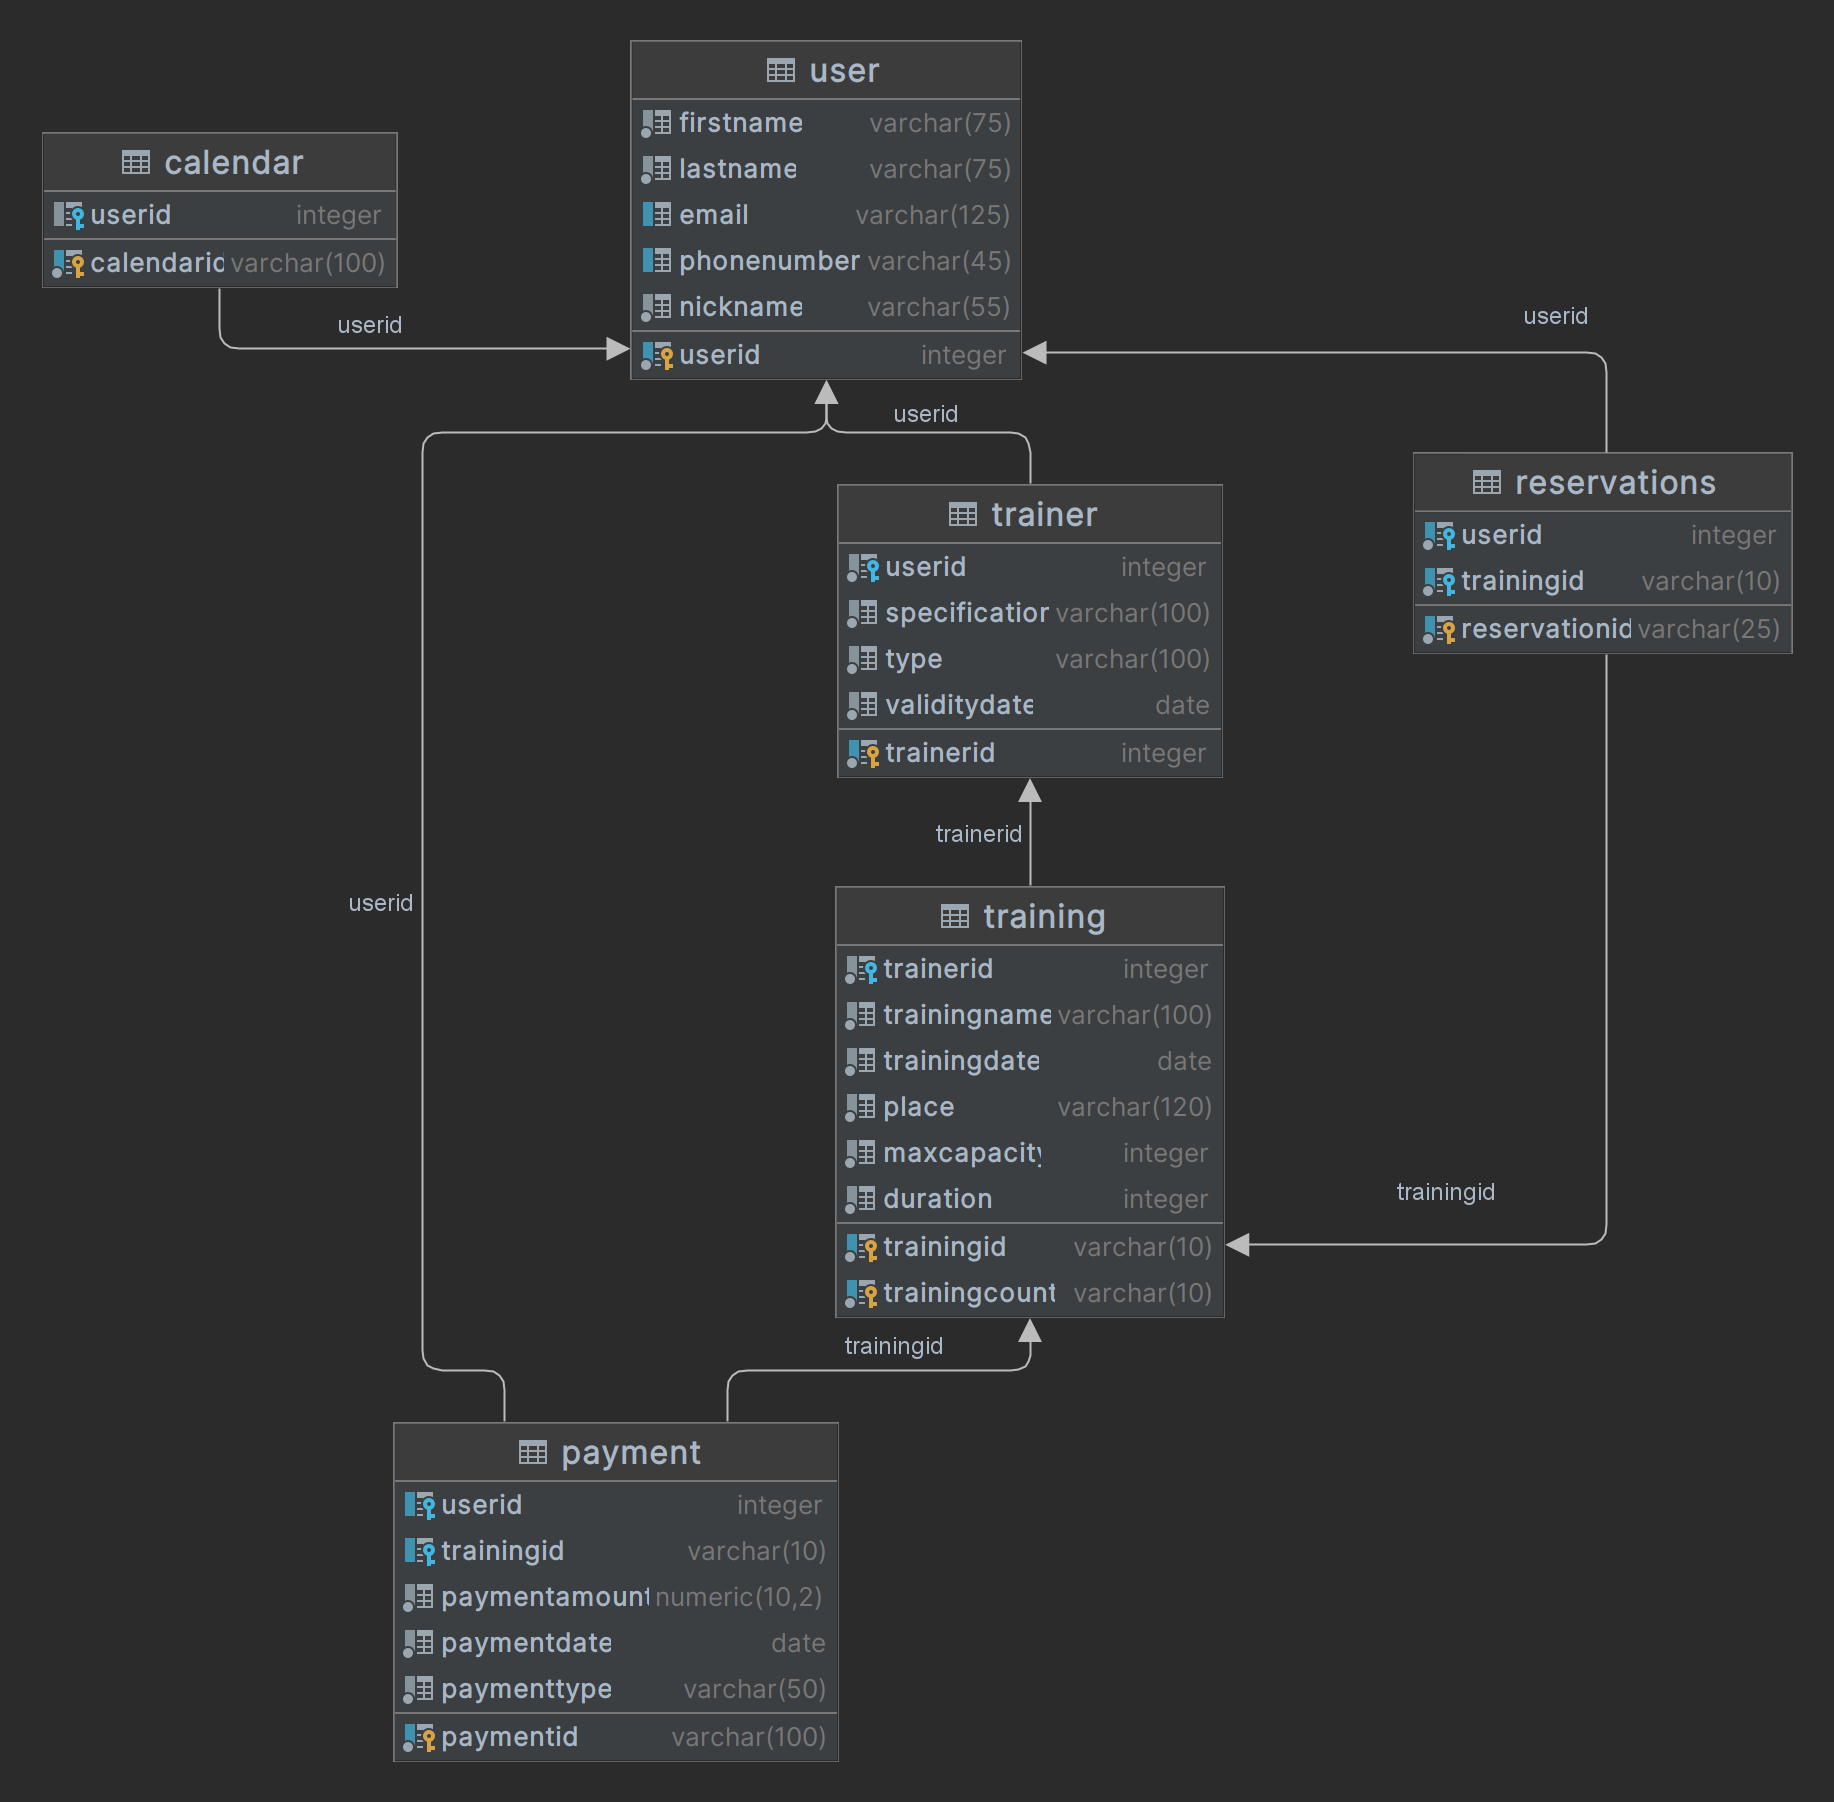 user
firstname varchar(75)
lastname varchar(75)
email varchar(125)
phonenumber varchar(45)
nickname varchar(55)
userid integer
calendar
userid integer
calendarid varchar(100)
userid
userid
userid
trainer
userid integer
specification varchar(100)
type varchar(100)
validitydate date
trainerid integer
reservations
userid integer
trainingid varchar(10)
reservationid varchar(25)
trainerid
userid
training
trainerid integer
trainingname varchar(100)
trainingdate date
place varchar(120)
maxcapacity integer
duration integer
trainingid varchar(10)
trainingcount varchar(10)
trainingid
trainingid
payment
userid integer
trainingid varchar(10)
paymentamount numeric(10,2)
paymentdate date
paymenttype varchar(50)
paymentid varchar(100)